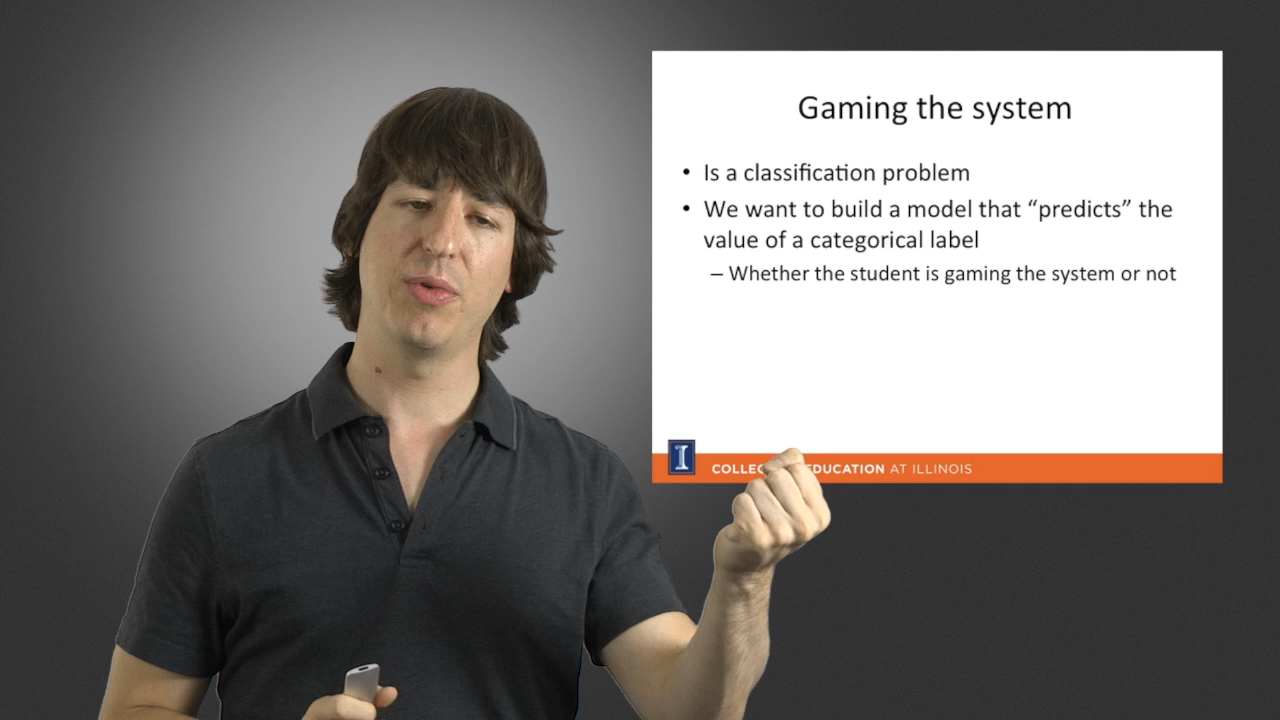 Gaming the system
• Is a classification problem
• We want to build a model that “predicts” the
value of a categorical label
– Whether the student is gaming the system or not
I
EDUCATION AT ILLINOIS